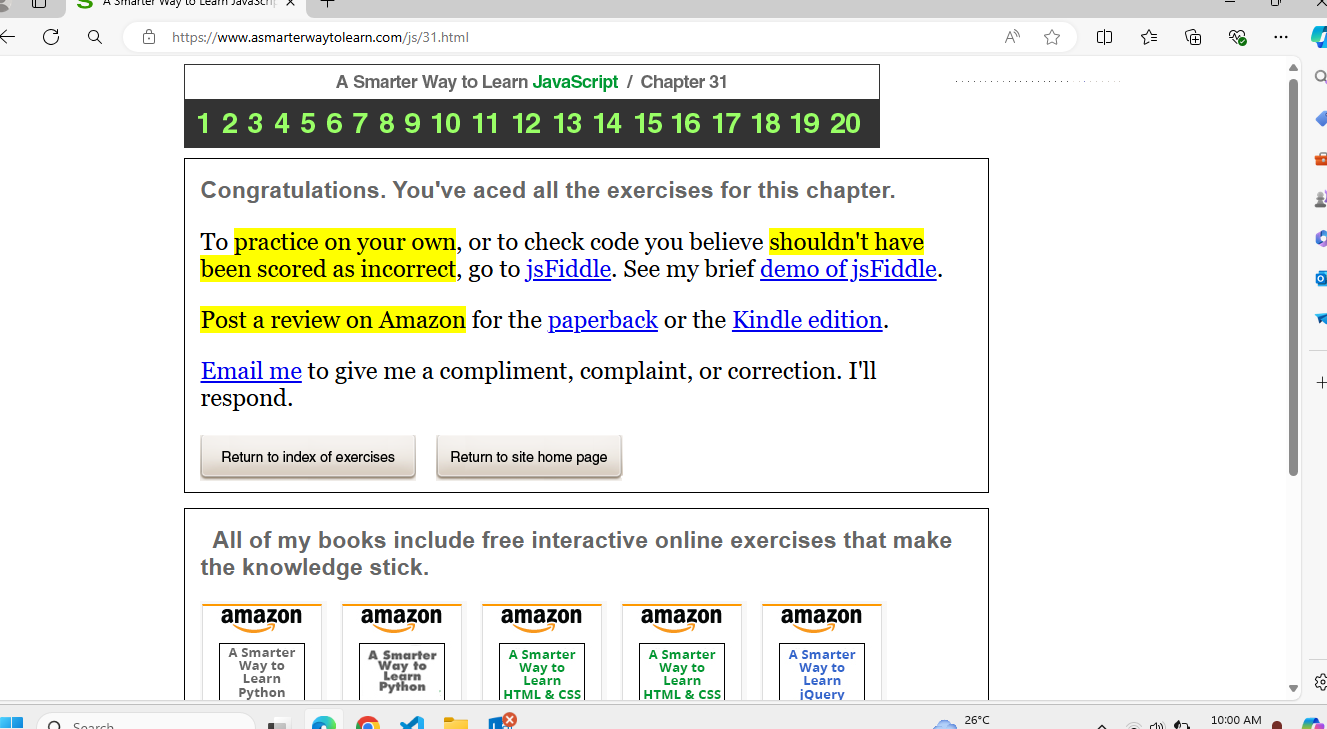 A Smarter Way to Learn JavaScrip
https://www.asmarterwaytolearn.com/js/31.html
A Smarter Way to Learn JavaScript / Chapter 31
1 2 3 4 5 6 7 8 9 10 11 12 13 14 15 16 17 18 19 20
Congratulations. You've aced all the exercises for this chapter.
To practice on your own, or to check code you believe shouldn't have
been scored as incorrect, go to jsFiddle. See my brief demo of jsFiddle.
Post a review on Amazon for the paperback or the Kindle edition.
Email me to give me a compliment, complaint, or correction. I'll
respond.
Return to index of exercises Return to site home page
All of my books include free interactive online exercises that make
the knowledge stick.
amazon amazon amazon amazon amazon
A Smarter A Smarter A Smarter A Smarter A Smarter
Way to Way to Way to Way to Way to
Learn Learn Learn Learn Learn
Python Python HTML & CSS HTML & CSS jQuery
Search
26°C
10:00 AM